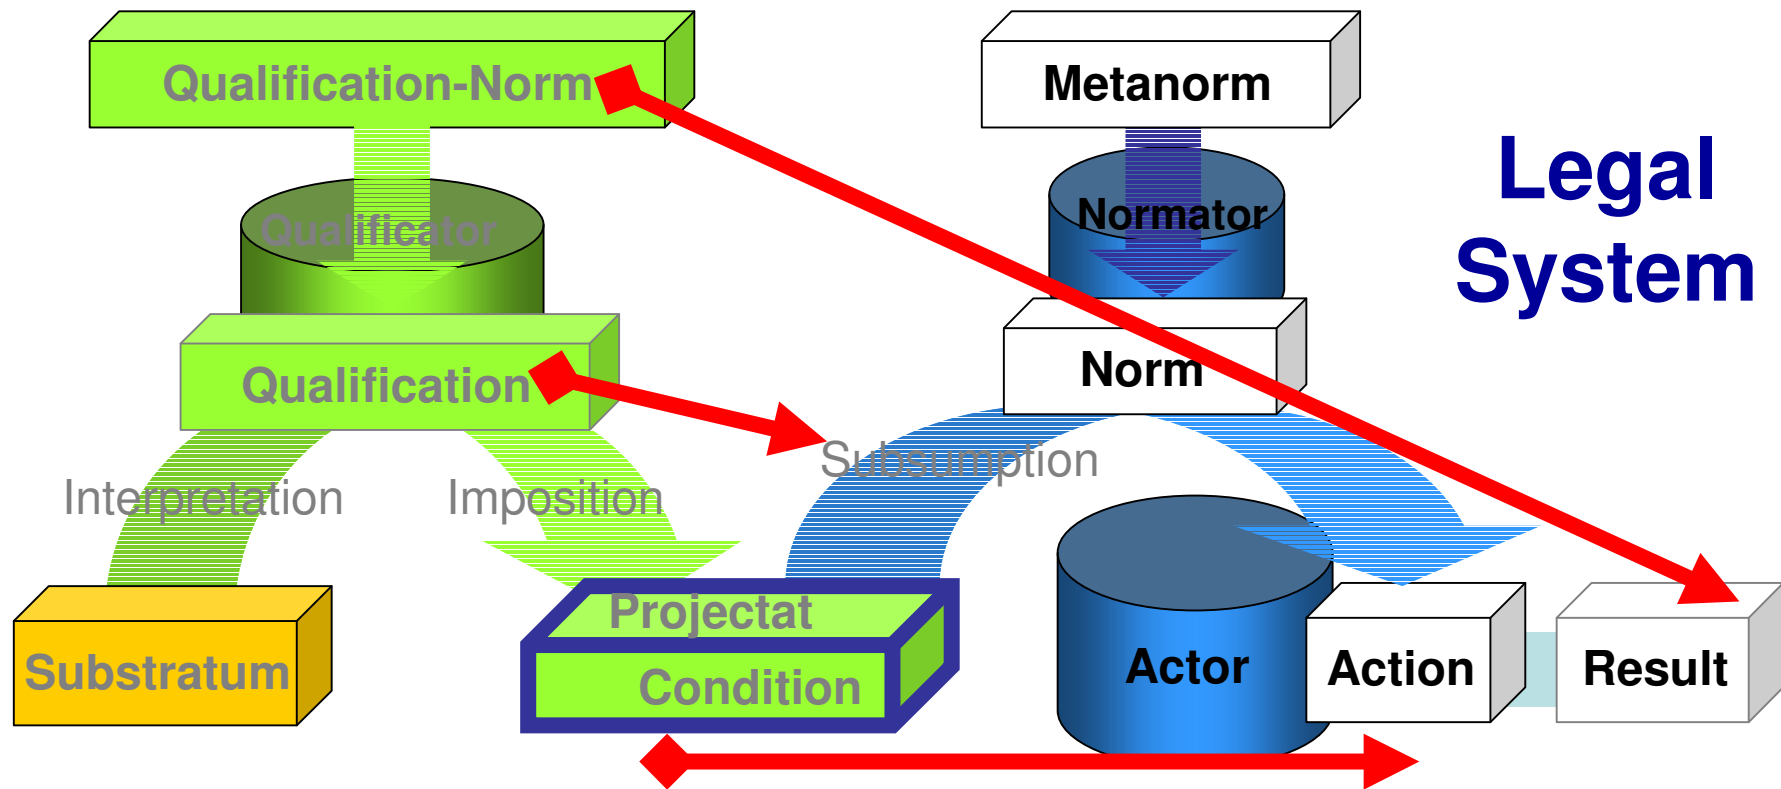 Qualification-Norm
Metanorm
Legal
System
Qualificator
Normator
Qualification
Norm
Interpretation
Imposition
Subsumption
Projectat
Condition
Substratum
Actor
Action
Result